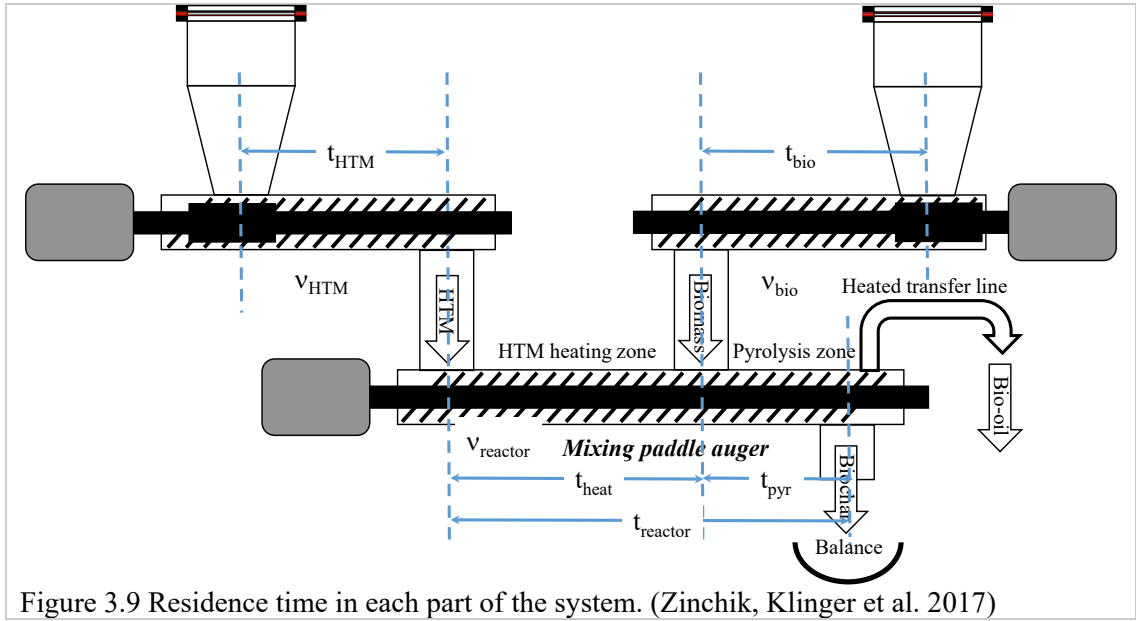 t_HTM
t_bio
ν_HTM
ν_bio
Heated transfer line
HTM
Biomass
HTM heating zone
Pyrolysis zone
Bio-oil
ν_reactor
Mixing paddle auger
t_heat
t_pyr
Biochar
t_reactor
Balance
Figure 3.9 Residence time in each part of the system. (Zinchik, Klinger et al. 2017)